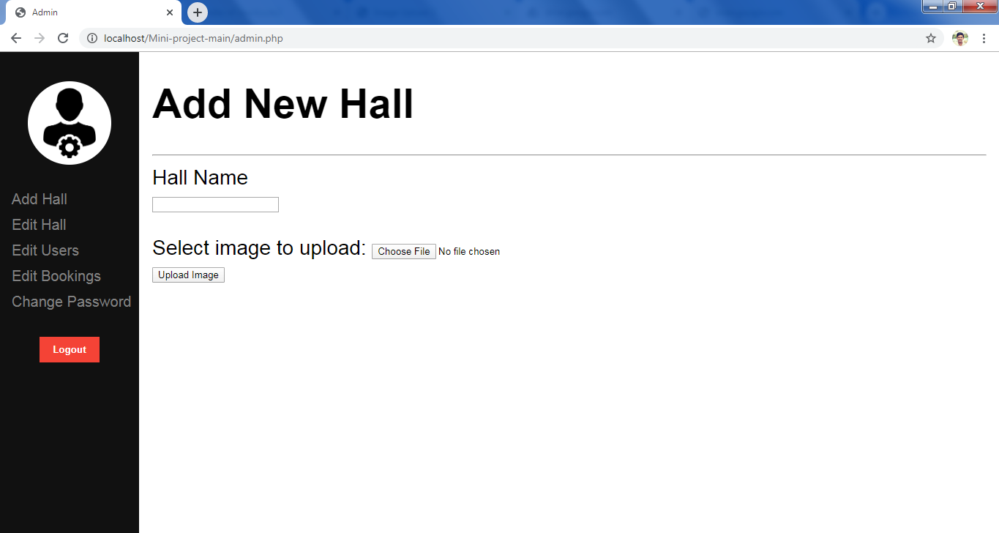 Admin
localhost/Mini-project-main/admin.php
Add Hall
Edit Hall
Edit Users
Edit Bookings
Change Password
Logout
Add New Hall
Hall Name
Select image to upload: Choose File No file chosen
Upload Image